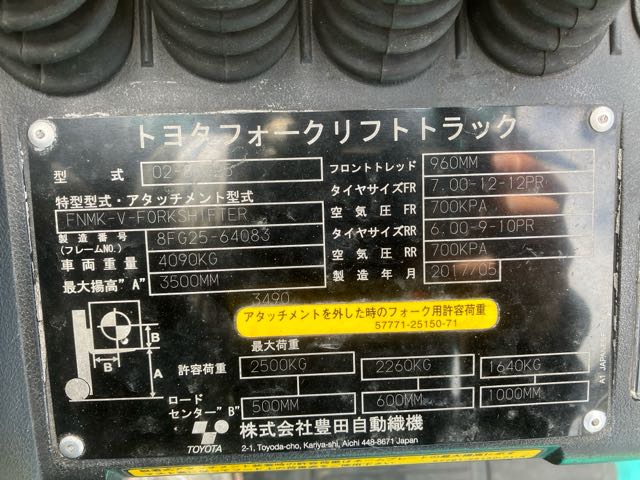 トヨタフォークリフトトラック
型 式
フロントトレッド 960MM
特型型式・アタッチメント型式
タイヤサイズFR 7.00-12-12PR
FNMK-V-FORKSHIFTER
空気圧 FR 700KPA
製造番号 (フレームNO.) 8FG25-64083
タイヤサイズRR 6.00-9-10PR
車両重量 4090KG
空気圧 RR 700KPA
最大揚高"A" 3500MM
製造年月 2017/05
3490
アタッチメントを外した時のフォーク用許容荷重
57771-25150-71
B
B
A
最大荷重
許容荷重 2500KG 2260KG 1640KG
ロードセンター"B" 500MM 600MM 1000MM
A1 JAPANESE
TOYOTA
株式会社豊田自動織機
2-1, Toyoda-cho, Kariya-shi, Aichi 448-8671 Japan